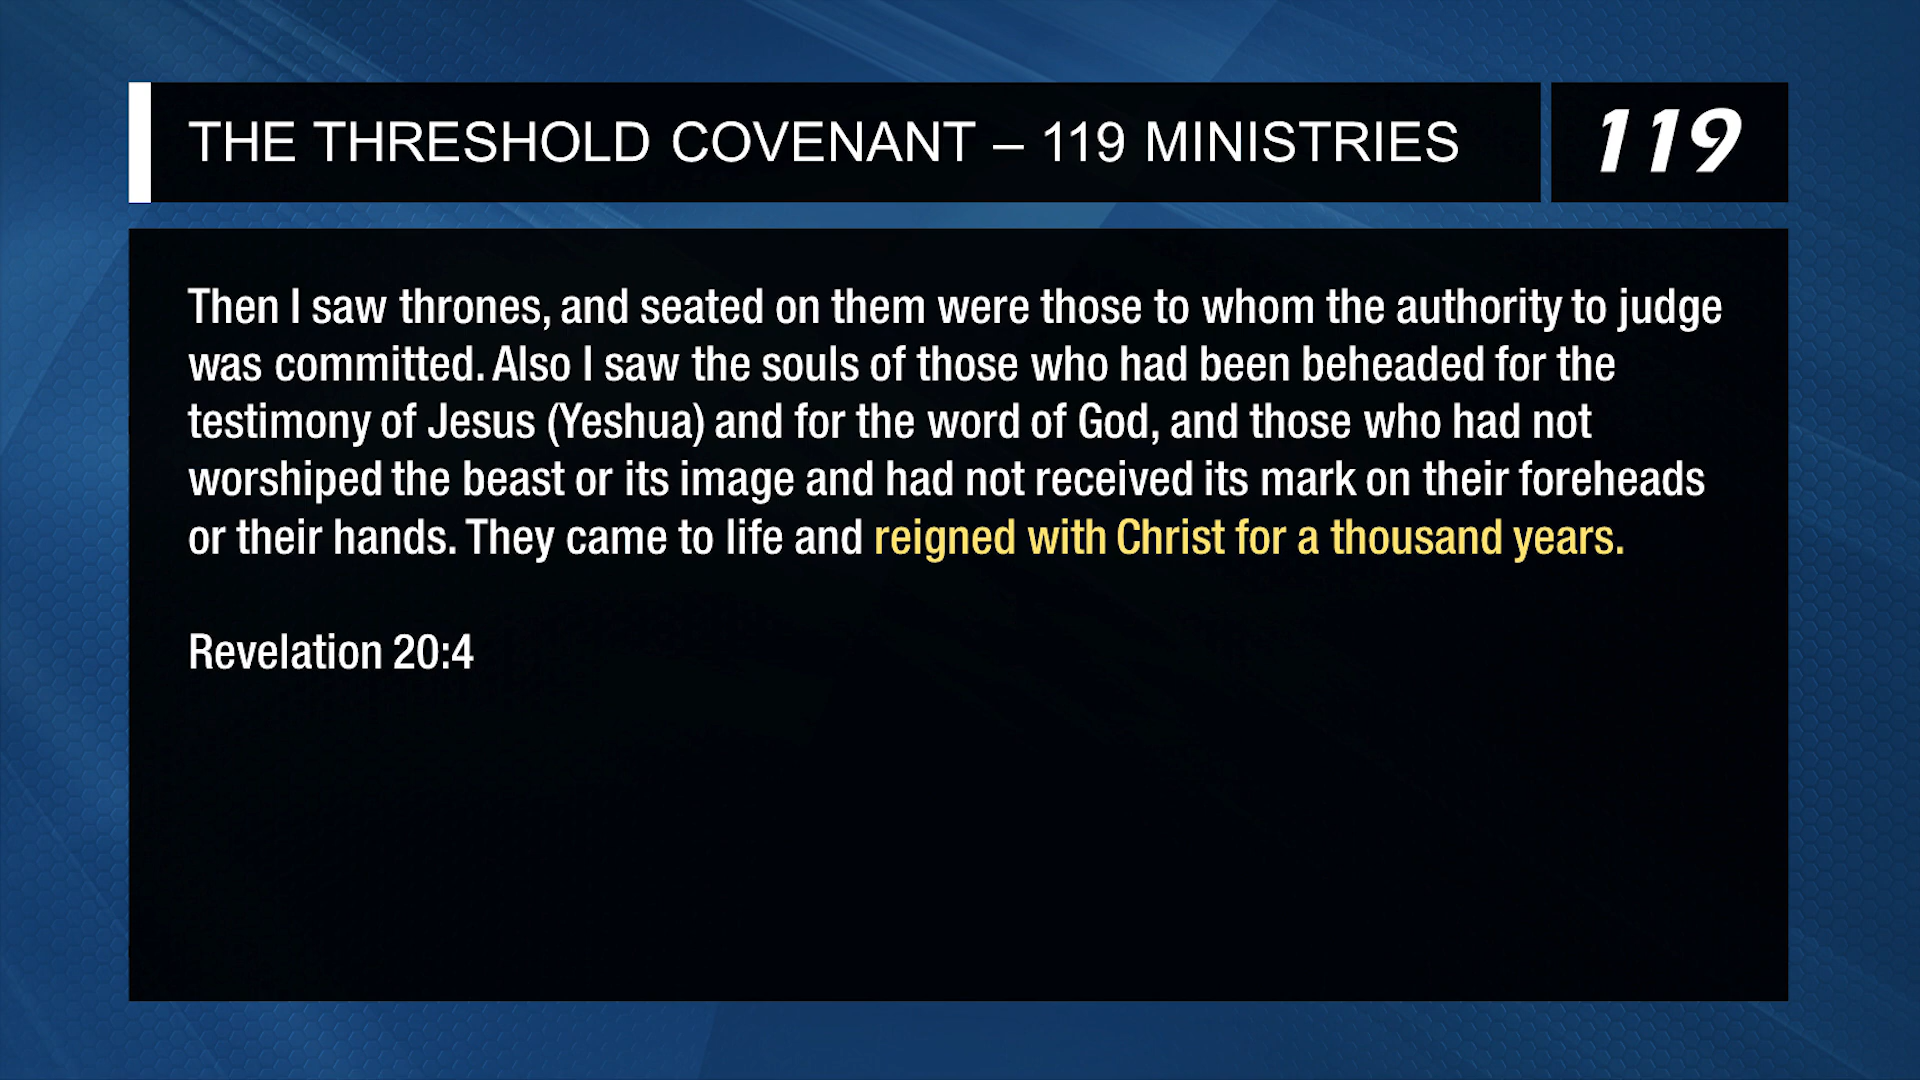 THE THRESHOLD COVENANT – 119 MINISTRIES
119
Then I saw thrones, and seated on them were those to whom the authority to judge
was committed. Also I saw the souls of those who had been beheaded for the
testimony of Jesus (Yeshua) and for the word of God, and those who had not
worshiped the beast or its image and had not received its mark on their foreheads
or their hands. They came to life and reigned with Christ for a thousand years.
Revelation 20:4